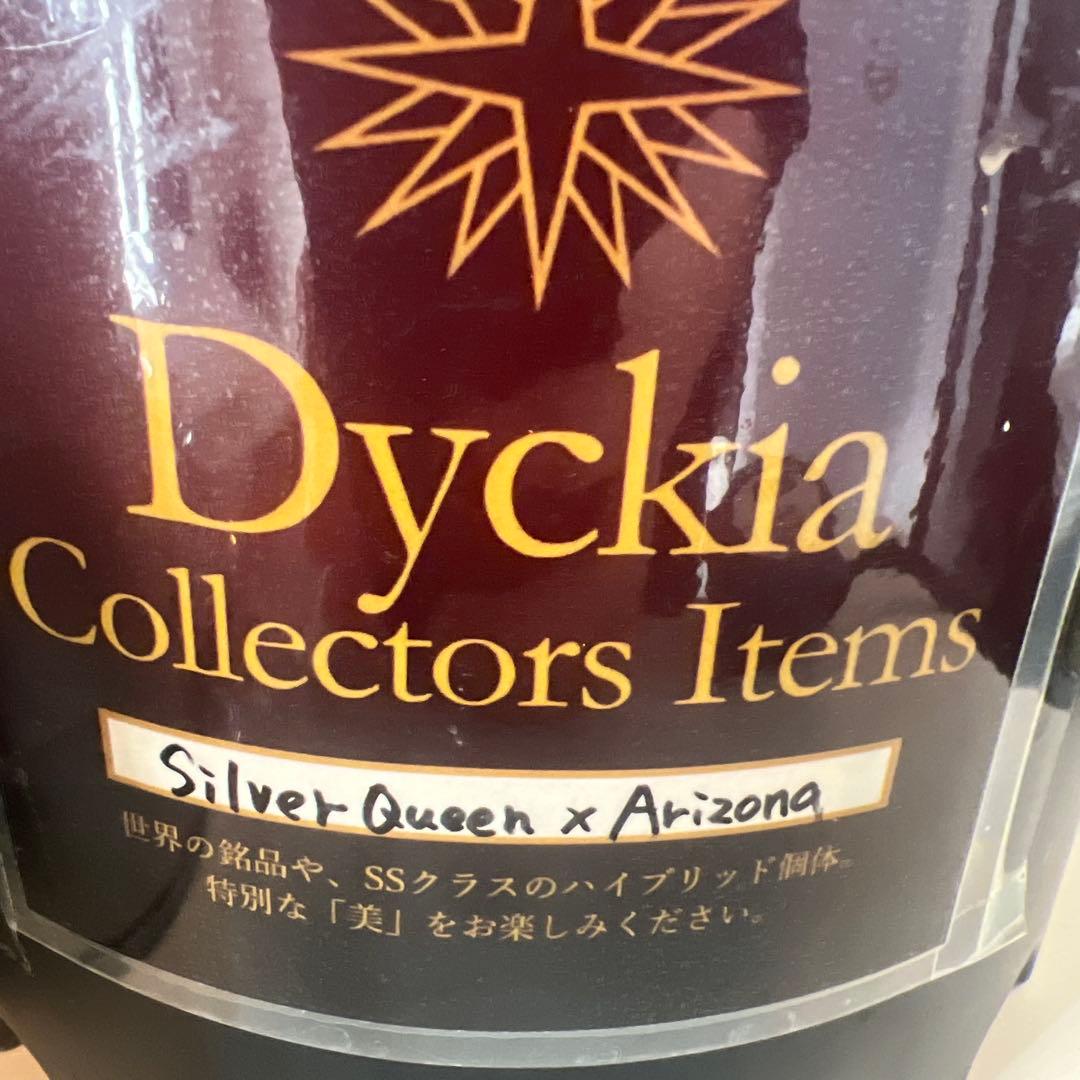 Dyckia
Collectors Items
Silver Queen x Arizona
世界の銘品や、SSクラスのハイブリッド個体。
特別な「美」をお楽しみください。